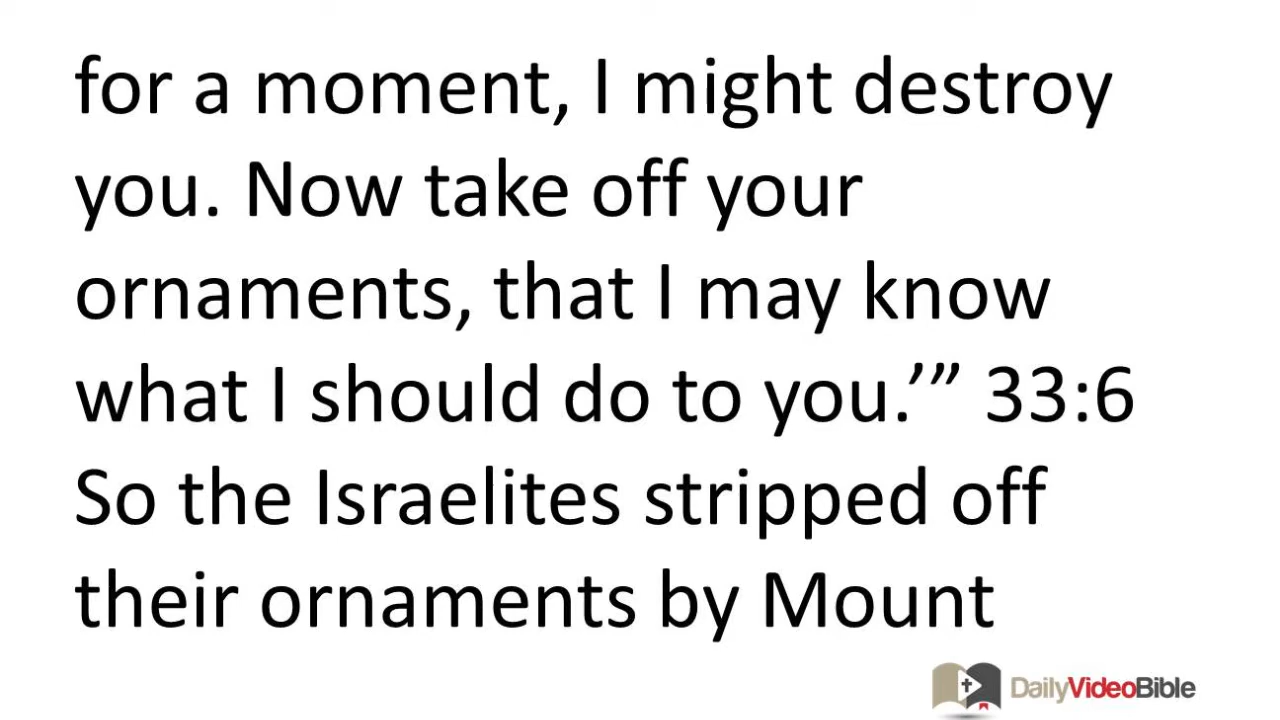 for a moment, I might destroy
you. Now take off your
ornaments, that I may know
what I should do to you.’” 33:6
So the Israelites stripped off
their ornaments by Mount
DailyVideoBible